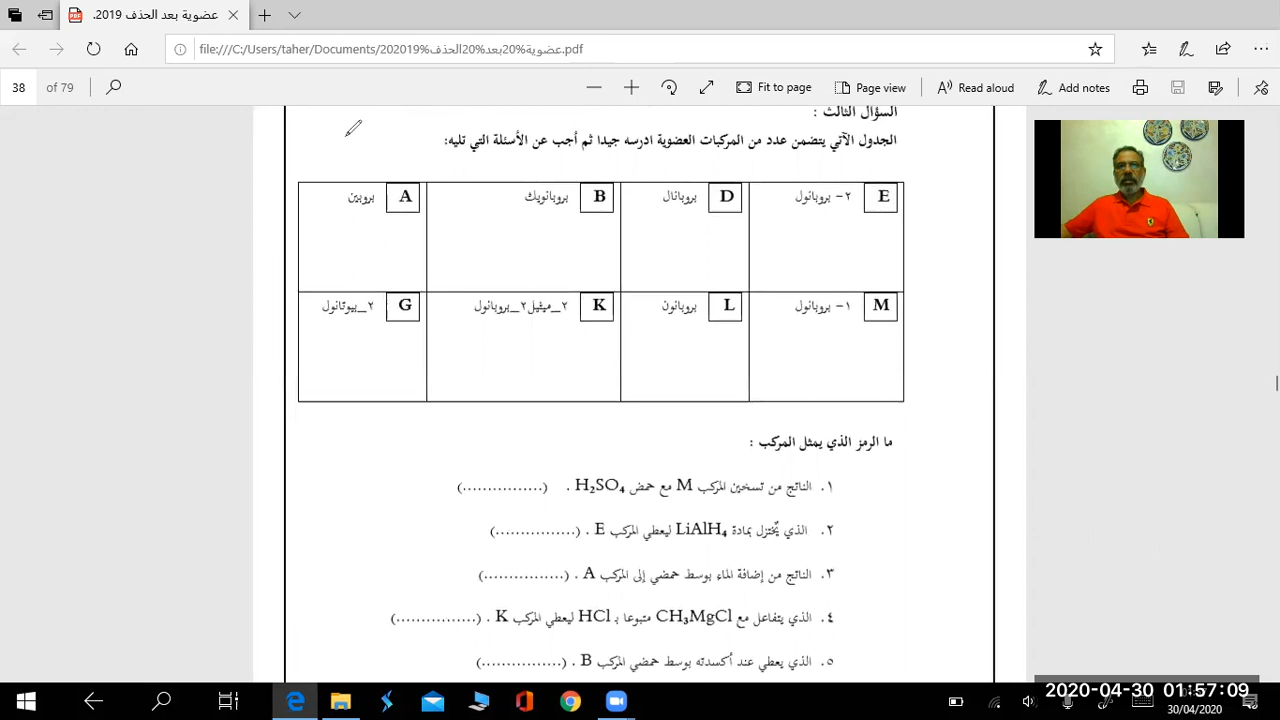 عضوية بعد الحذف 2019.
file:///C:/Users/taher/Documents/202019%عضوية%20بعد%20الحذف.pdf
38 of 79
Fit to page
Page view
Read aloud
Add notes
السؤال الثالث :
الجدول الآتي يتضمن عدد من المركبات العضوية ادرسه جيدا ثم أجب عن الأسئلة التي تليه:
E ٢- بروبانول D بروبانال B بروبانويك A بروبين
M ١- بروبانول L بروبانون K ٢_ميثيل٢_بروبانول G ٢_بيوتانول
ما الرمز الذي يمثل المركب :
١. الناتج من تسخين المركب M مع حمض H₂SO₄ . (................)
٢. الذي يُختزل بمادة LiAlH₄ ليعطي المركب E . (................)
٣. الناتج من إضافة الماء بوسط حمضي إلى المركب A . (................)
٤. الذي يتفاعل مع CH₃MgCl متبوعا بـ HCl ليعطي المركب K . (................)
٥. الذي يعطي عند أكسدته بوسط حمضي المركب B . (................)
2020-04-30 01:57:09
30/04/2020